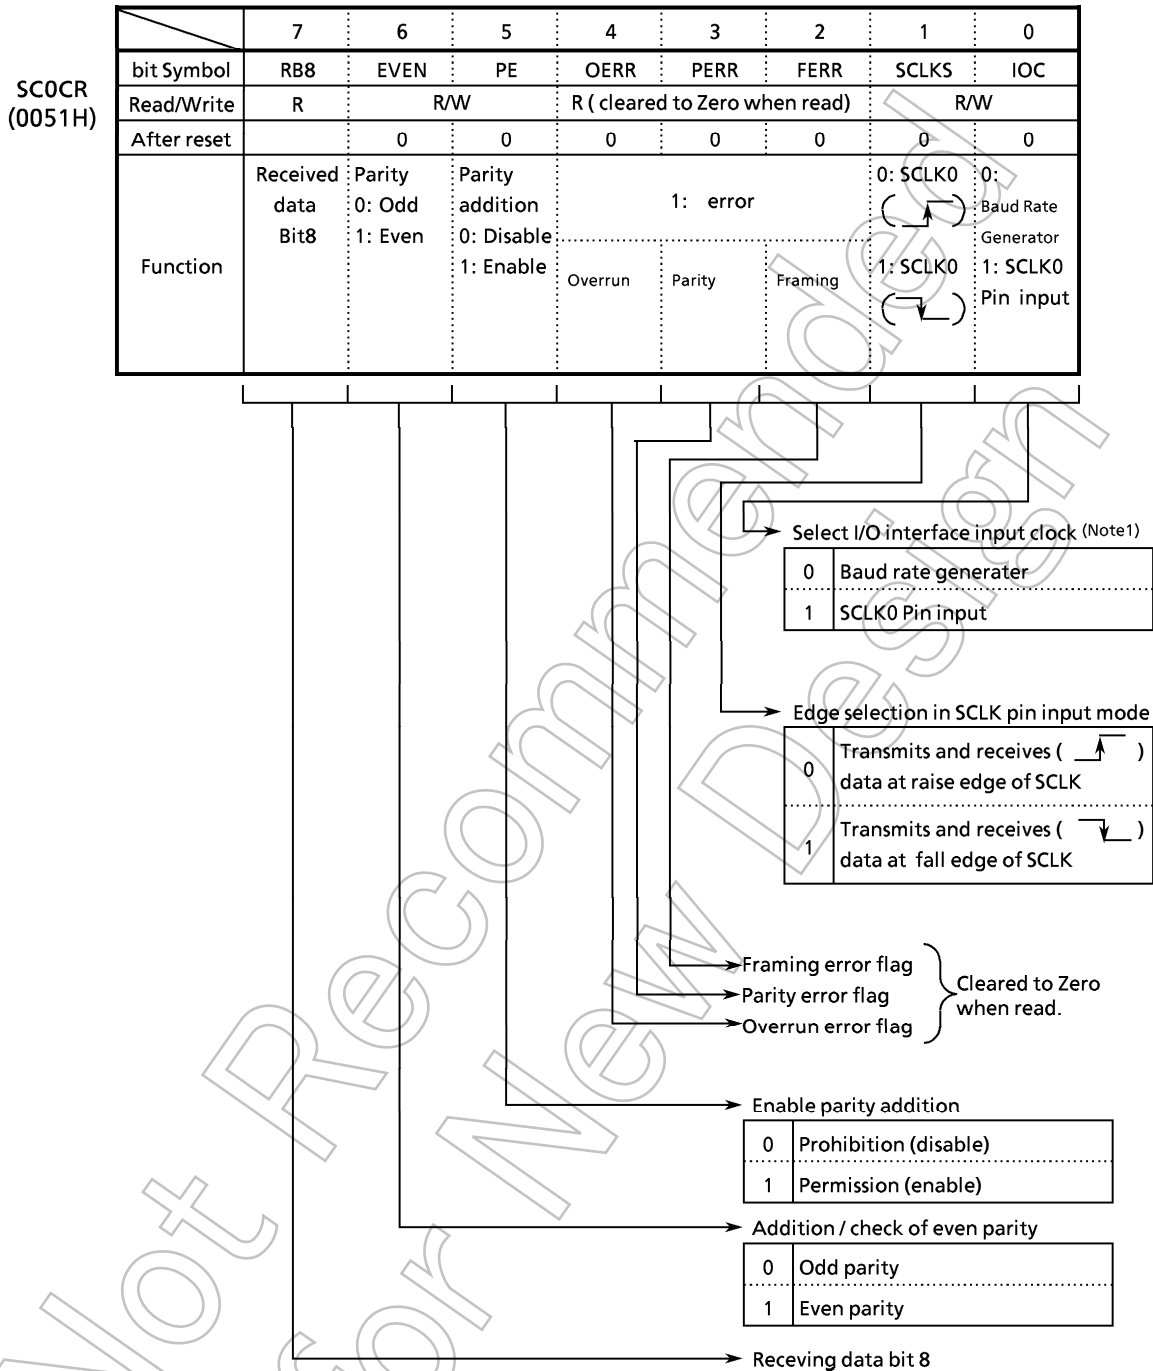 SC0CR
(0051H)
7 6 5 4 3 2 1 0
bit Symbol RB8 EVEN PE OERR PERR FERR SCLKS IOC
Read/Write R R/W R ( cleared to Zero when read) R/W
After reset 0 0 0 0 0 0 0
Function
Received
data
Bit8
Parity
0: Odd
1: Even
Parity
addition
0: Disable
1: Enable
1: error
Overrun Parity Framing
0: SCLK0
( )
1: SCLK0
( )
0:
Baud Rate
Generator
1: SCLK0
Pin input
Select I/O interface input clock (Note1)
0 Baud rate generater
1 SCLK0 Pin input
Edge selection in SCLK pin input mode
0 Transmits and receives ( )
data at raise edge of SCLK
1 Transmits and receives ( )
data at fall edge of SCLK
Framing error flag
Parity error flag
Overrun error flag
Cleared to Zero
when read.
Enable parity addition
0 Prohibition (disable)
1 Permission (enable)
Addition / check of even parity
0 Odd parity
1 Even parity
Receving data bit 8
Not Recommended
for New Design